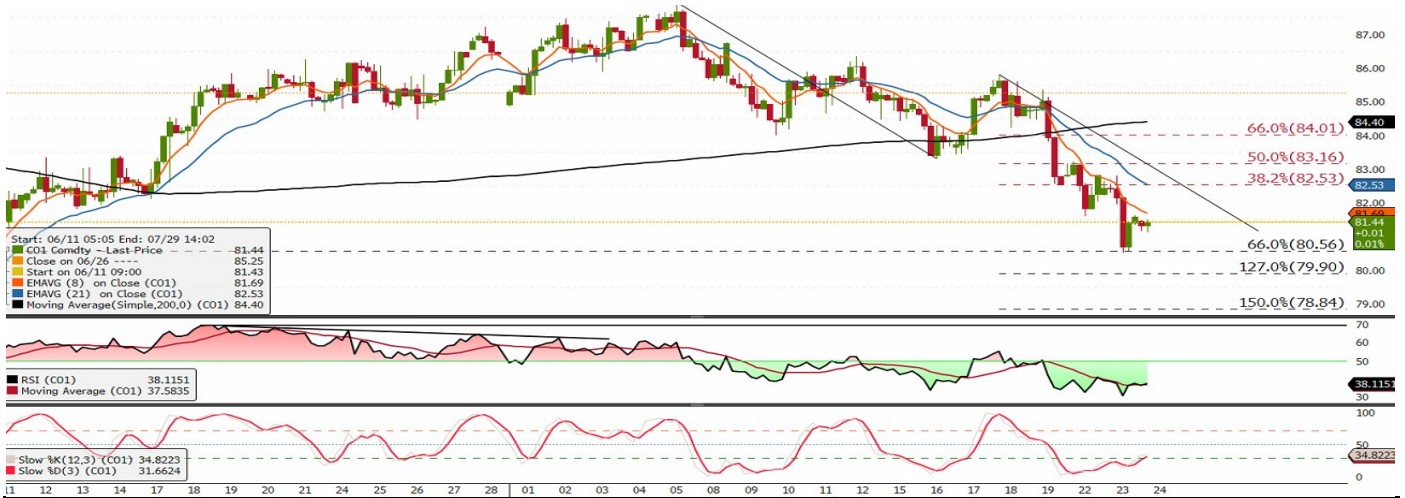 87.00
86.00
85.00
84.40
84.00
83.00
82.53
82.00
81.69
81.44
+0.01
0.01%
80.00
79.00
66.0%(84.01)
50.0%(83.16)
38.2%(82.53)
66.0%(80.56)
127.0%(79.90)
150.0%(78.84)
Start: 06/11 05:05 End: 07/29 14:02
CO1 Comdty - Last Price 81.44
Close on 06/26 ---- 85.25
Start on 06/11 09:00 81.43
EMAVG (8) on Close (CO1) 81.69
EMAVG (21) on Close (CO1) 82.53
Moving Average(Simple,200,0) (CO1) 84.40
70
60
50
38.1151
30
RSI (CO1) 38.1151
Moving Average (CO1) 37.5835
100
50
34.8223
0
Slow %K(12,3) (CO1) 34.8223
Slow %D(3) (CO1) 31.6624
11 12 13 14 17 18 19 20 21 24 25 26 27 28 01 02 03 04 05 08 09 10 11 12 15 16 17 18 19 22 23 24